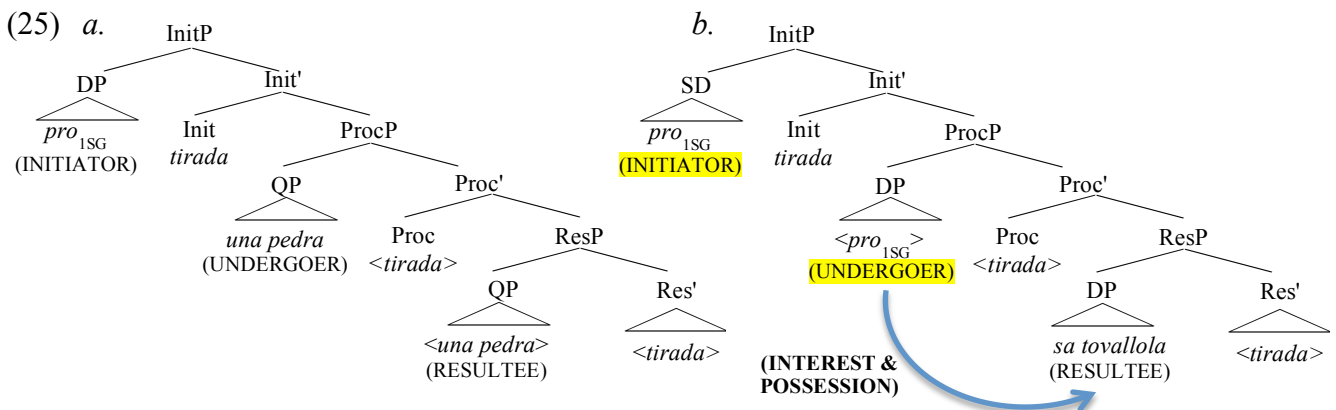 (25) a. b.
InitP InitP
DP Init' SD Init'
pro1SG Init ProcP pro1SG Init ProcP
(INITIATOR) tirada (INITIATOR) tirada
QP Proc' DP Proc'
una pedra Proc ResP <pro1SG> Proc ResP
(UNDERGOER) <tirada> (UNDERGOER) <tirada>
QP Res' DP Res'
<una pedra> <tirada> sa tovallola <tirada>
(RESULTEE) (INTEREST & (RESULTEE)
POSSESSION)